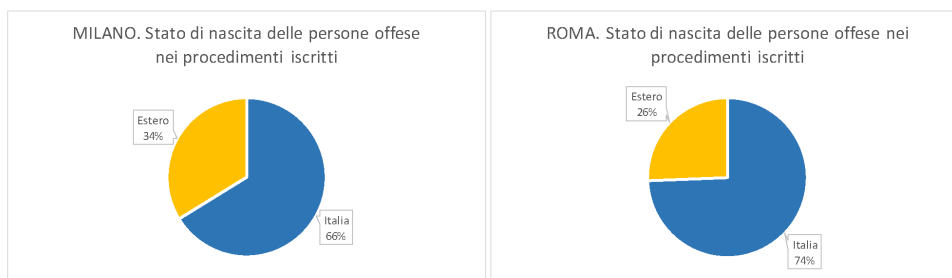 MILANO. Stato di nascita delle persone offese
nei procedimenti iscritti
Estero
34%
Italia
66%
ROMA. Stato di nascita delle persone offese nei
procedimenti iscritti
Estero
26%
Italia
74%